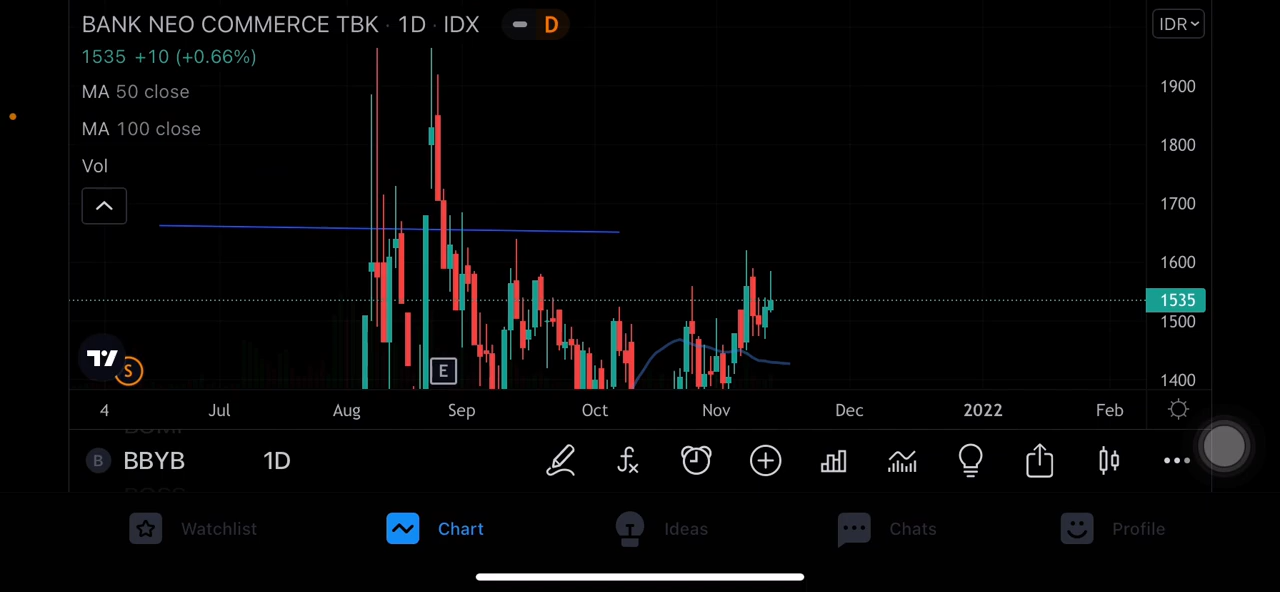 BANK NEO COMMERCE TBK · 1D · IDX
D
IDR
1535 +10 (+0.66%)
MA 50 close
MA 100 close
Vol
1900
1800
1700
1600
1535
1500
1400
S
E
4 Jul Aug Sep Oct Nov Dec 2022 Feb
B BBYB 1D
Watchlist Chart Ideas Chats Profile